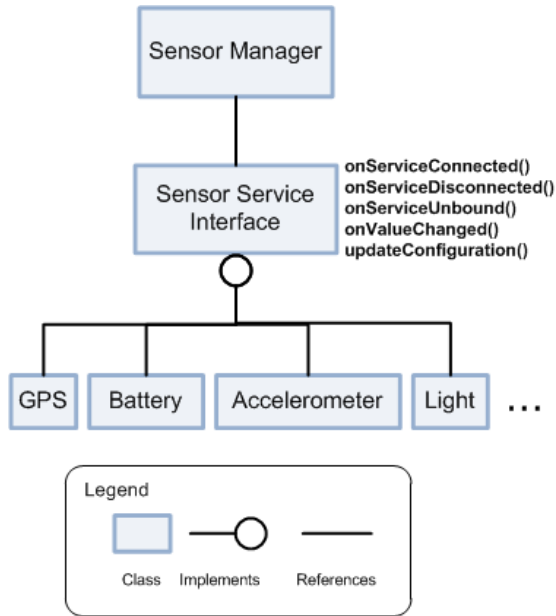 Sensor Manager
Sensor Service
Interface
onServiceConnected()
onServiceDisconnected()
onServiceUnbound()
onValueChanged()
updateConfiguration()
GPS
Battery
Accelerometer
Light
...
Legend
Class
Implements
References